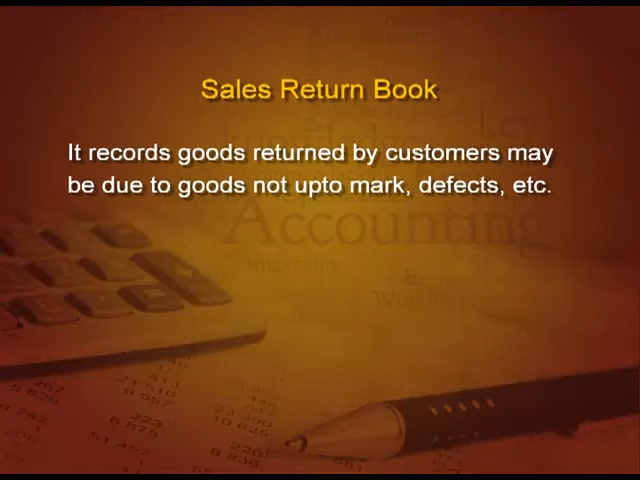 Sales Return Book
It records goods returned by customers may
be due to goods not upto mark, defects, etc.
Accounting